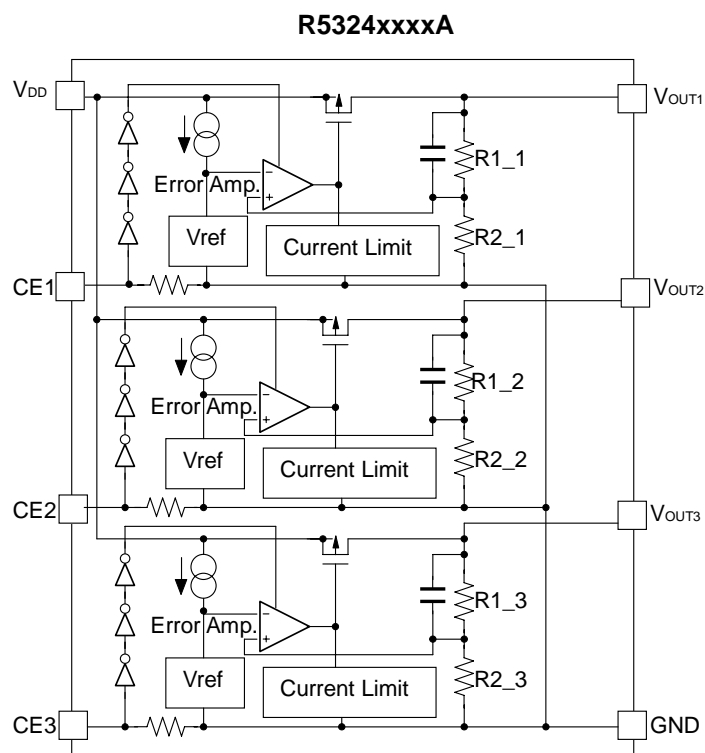 R5324xxxxA
VDD
VOUT1
R1_1
Error Amp.
−
+
Vref
Current Limit
R2_1
CE1
VOUT2
R1_2
Error Amp.
−
+
Vref
Current Limit
R2_2
CE2
VOUT3
R1_3
Error Amp.
−
+
Vref
Current Limit
R2_3
CE3
GND